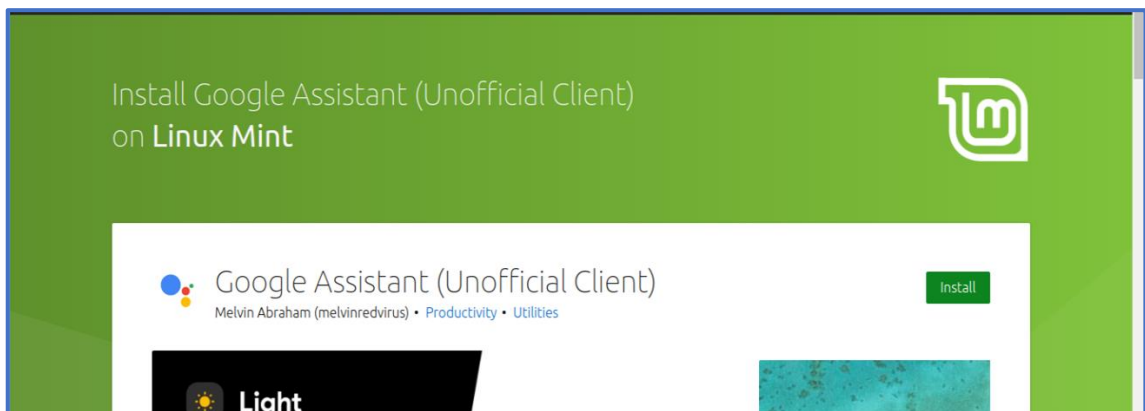 Install Google Assistant (Unofficial Client)
on Linux Mint
Google Assistant (Unofficial Client)
Install
Melvin Abraham (melvinredvirus) • Productivity • Utilities
Light